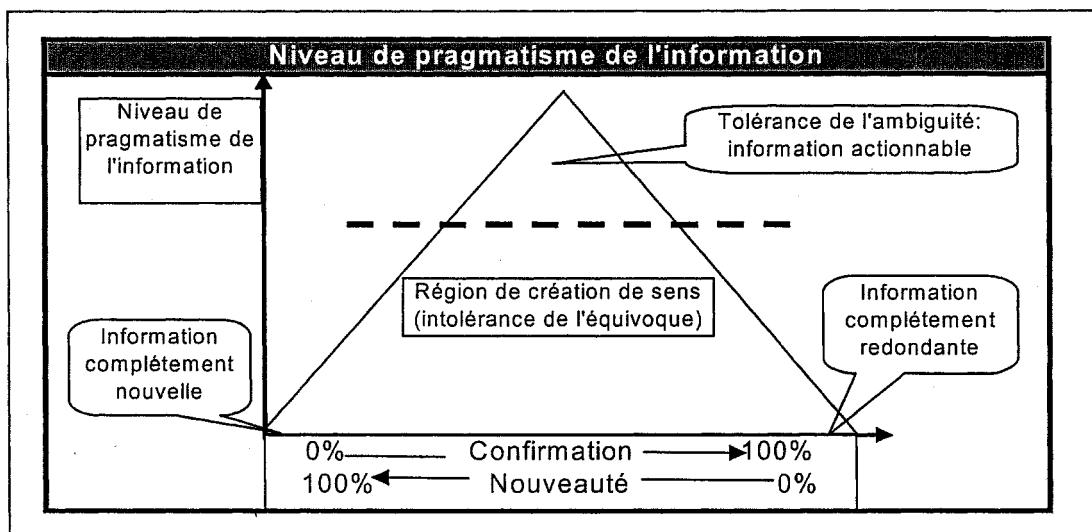 Niveau de pragmatisme de l'information
Niveau de
pragmatisme de
l'information
Tolérance de l'ambiguité:
information actionnable
Région de création de sens
(intolérance de l'équivoque)
Information
complétement
redondante
Information
complétement
nouvelle
0% Confirmation 100%
100% Nouveauté 0%